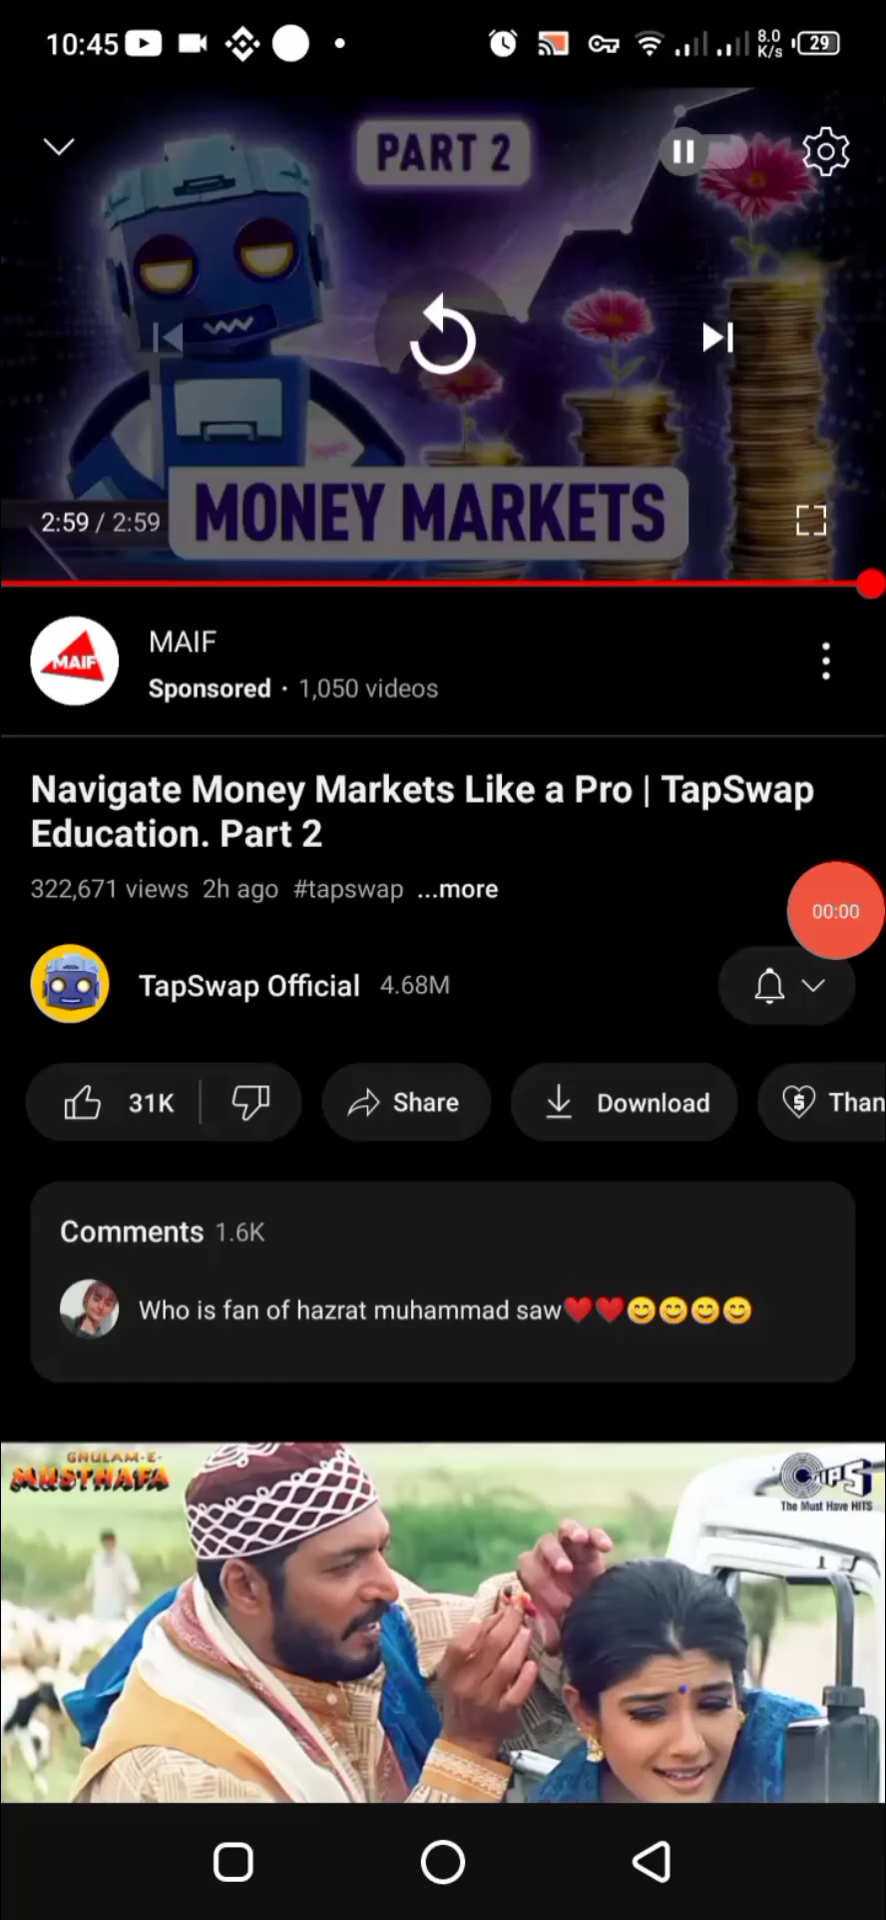 10:45
8.0
K/s
29
PART 2
MONEY MARKETS
2:59 / 2:59
MAIF
MAIF
Sponsored · 1,050 videos
Navigate Money Markets Like a Pro | TapSwap
Education. Part 2
322,671 views 2h ago #tapswap ...more
00:00
TapSwap Official 4.68M
31K
Share
Download
Than
Comments 1.6K
Who is fan of hazrat muhammad saw❤️❤️😊😊😊😊
GHULAM-E-
MUSTHAFA
TIPS
The Must Have HITS